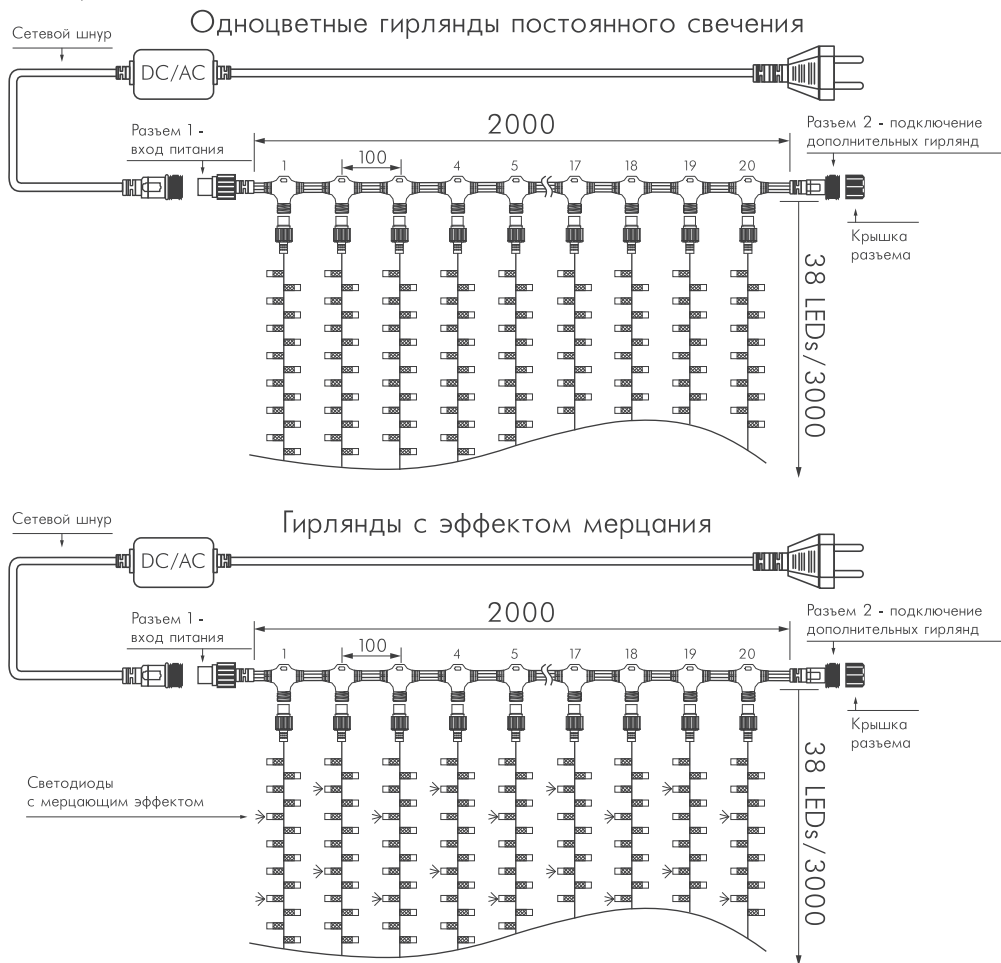 Одноцветные гирлянды постоянного свечения
Сетевой шнур
DC/AC
Разъем 1 -
вход питания
2000
Разъем 2 - подключение
дополнительных гирлянд
1
100
4
5
17
18
19
20
Крышка
разъема
38 LEDs/3000
Гирлянды с эффектом мерцания
Сетевой шнур
DC/AC
Разъем 1 -
вход питания
2000
Разъем 2 - подключение
дополнительных гирлянд
1
100
4
5
17
18
19
20
Крышка
разъема
38 LEDs/3000
Светодиоды
с мерцающим эффектом